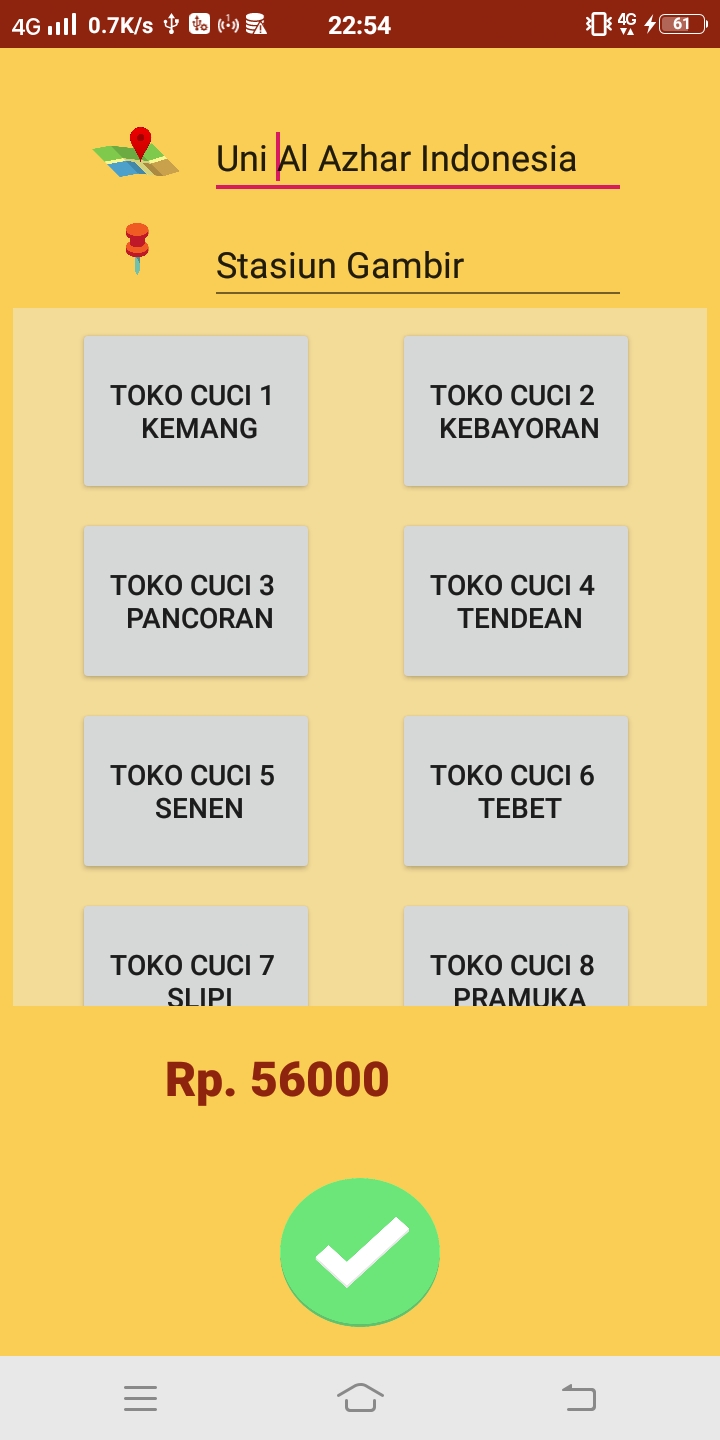 4G 0.7K/s 22:54 4G 61
Uni Al Azhar Indonesia
Stasiun Gambir
TOKO CUCI 1
KEMANG
TOKO CUCI 2
KEBAYORAN
TOKO CUCI 3
PANCORAN
TOKO CUCI 4
TENDEAN
TOKO CUCI 5
SENEN
TOKO CUCI 6
TEBET
TOKO CUCI 7
SLIPI
TOKO CUCI 8
PRAMUKA
Rp. 56000